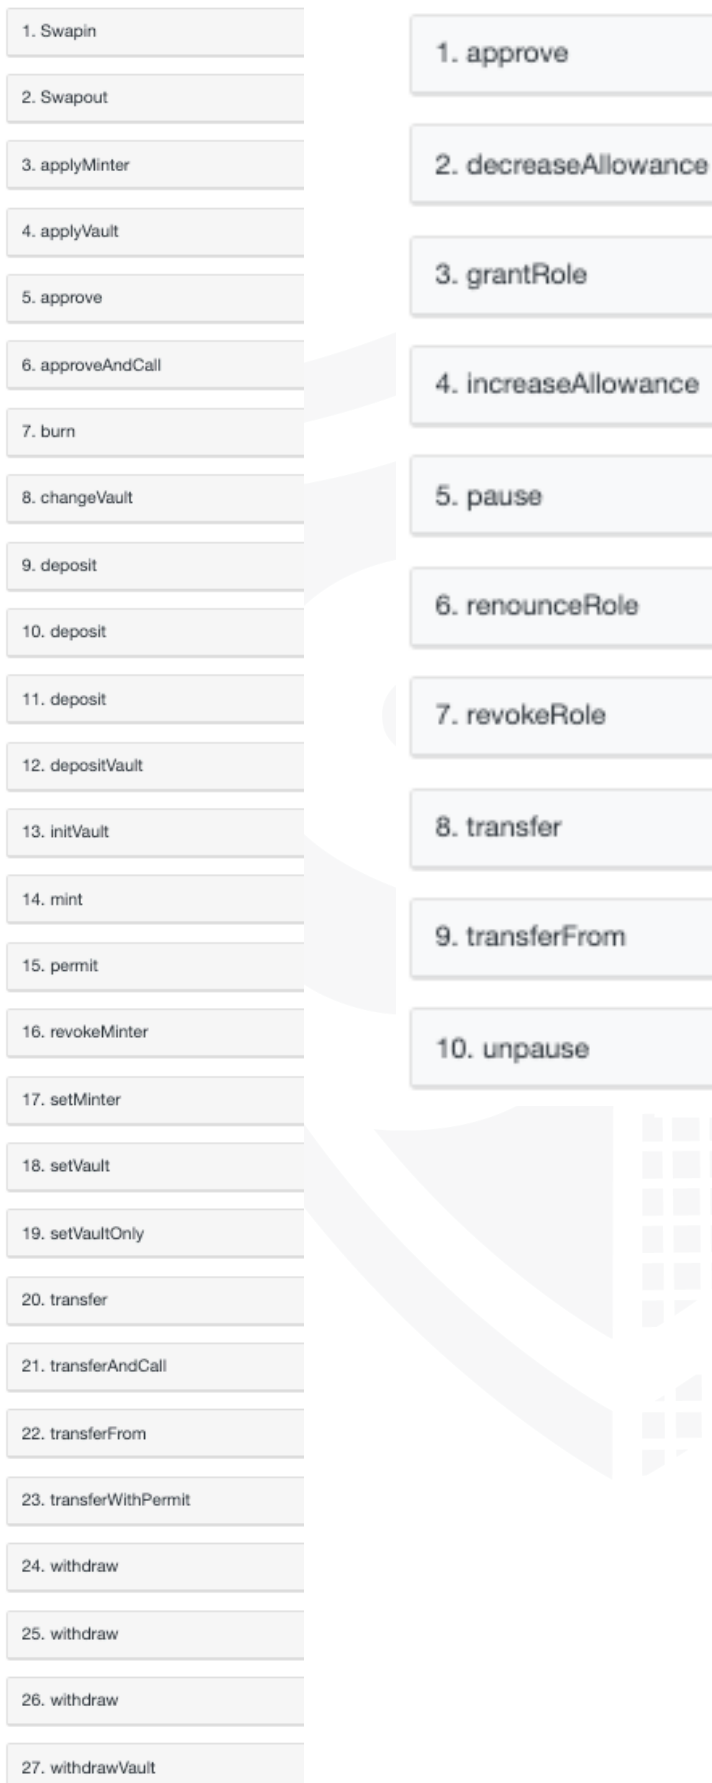 1. Swapin
2. Swapout
3. applyMinter
4. applyVault
5. approve
6. approveAndCall
7. burn
8. changeVault
9. deposit
10. deposit
11. deposit
12. depositVault
13. initVault
14. mint
15. permit
16. revokeMinter
17. setMinter
18. setVault
19. setVaultOnly
20. transfer
21. transferAndCall
22. transferFrom
23. transferWithPermit
24. withdraw
25. withdraw
26. withdraw
27. withdrawVault
1. approve
2. decreaseAllowance
3. grantRole
4. increaseAllowance
5. pause
6. renounceRole
7. revokeRole
8. transfer
9. transferFrom
10. unpause